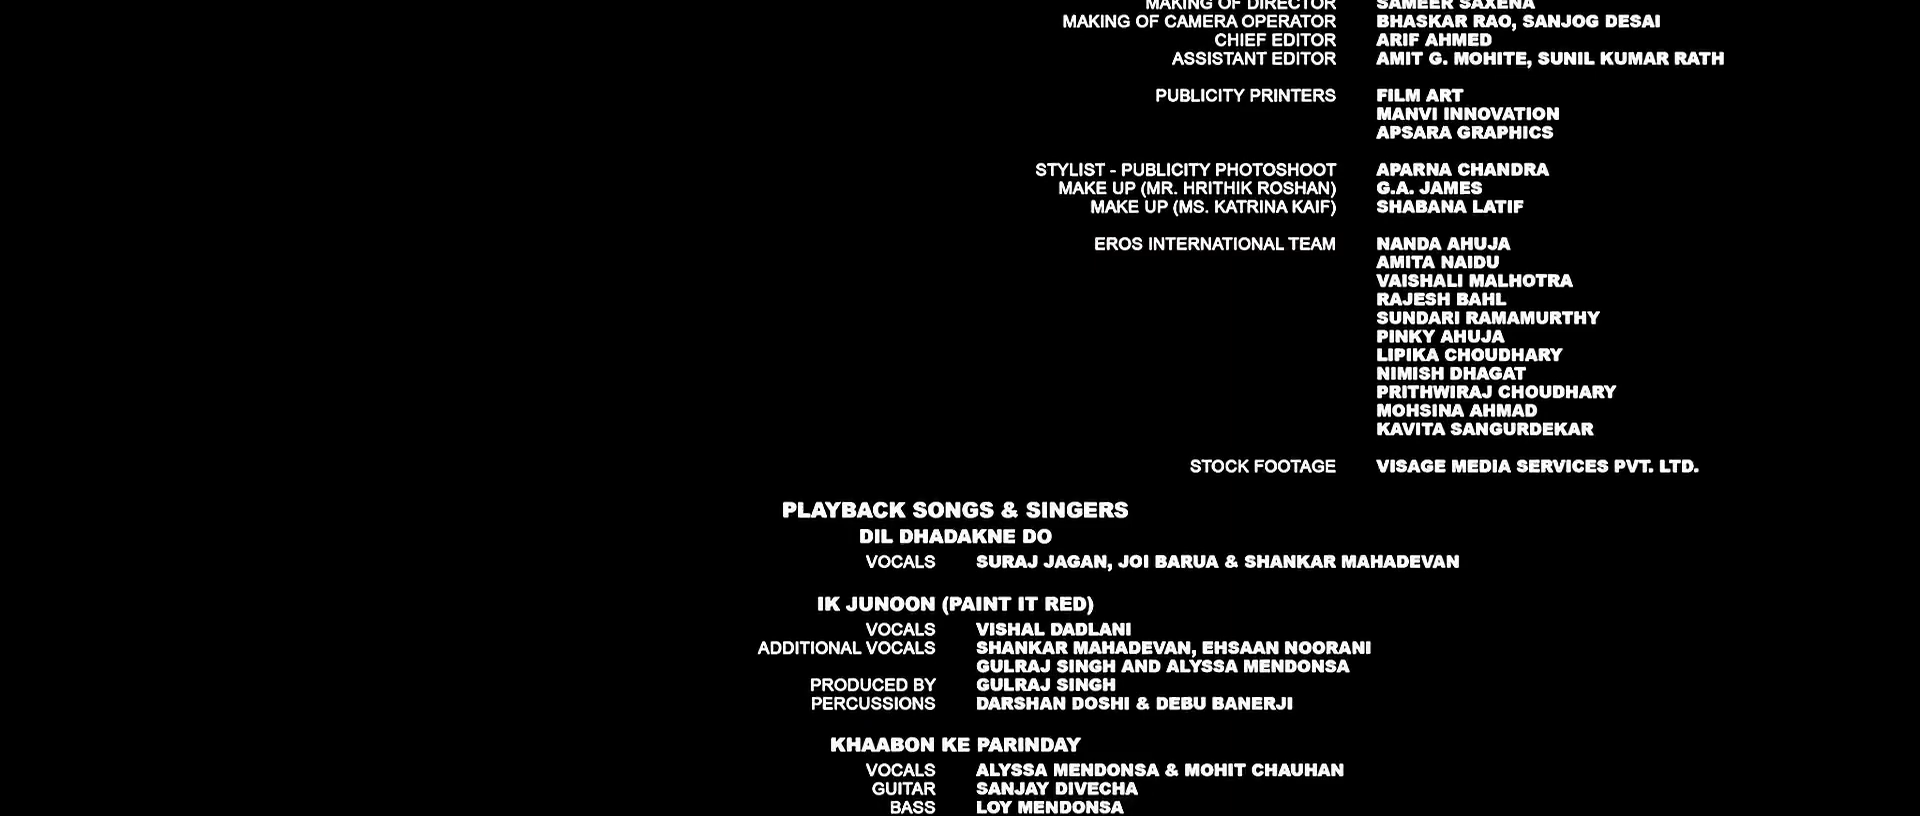 MAKING OF DIRECTOR SAMEER SAXENA
MAKING OF CAMERA OPERATOR BHASKAR RAO, SANJOG DESAI
CHIEF EDITOR ARIF AHMED
ASSISTANT EDITOR AMIT G. MOHITE, SUNIL KUMAR RATH
PUBLICITY PRINTERS FILM ART
MANVI INNOVATION
APSARA GRAPHICS
STYLIST - PUBLICITY PHOTOSHOOT APARNA CHANDRA
MAKE UP (MR. HRITHIK ROSHAN) G.A. JAMES
MAKE UP (MS. KATRINA KAIF) SHABANA LATIF
EROS INTERNATIONAL TEAM NANDA AHUJA
AMITA NAIDU
VAISHALI MALHOTRA
RAJESH BAHL
SUNDARI RAMAMURTHY
PINKY AHUJA
LIPIKA CHOUDHARY
NIMISH DHAGAT
PRITHWIRAJ CHOUDHARY
MOHSINA AHMAD
KAVITA SANGURDEKAR
STOCK FOOTAGE VISAGE MEDIA SERVICES PVT. LTD.
PLAYBACK SONGS & SINGERS
DIL DHADAKNE DO
VOCALS SURAJ JAGAN, JOI BARUA & SHANKAR MAHADEVAN
IK JUNOON (PAINT IT RED)
VOCALS VISHAL DADLANI
ADDITIONAL VOCALS SHANKAR MAHADEVAN, EHSAAN NOORANI
GULRAJ SINGH AND ALYSSA MENDONSA
PRODUCED BY GULRAJ SINGH
PERCUSSIONS DARSHAN DOSHI & DEBU BANERJI
KHAABON KE PARINDAY
VOCALS ALYSSA MENDONSA & MOHIT CHAUHAN
GUITAR SANJAY DIVECHA
BASS LOY MENDONSA